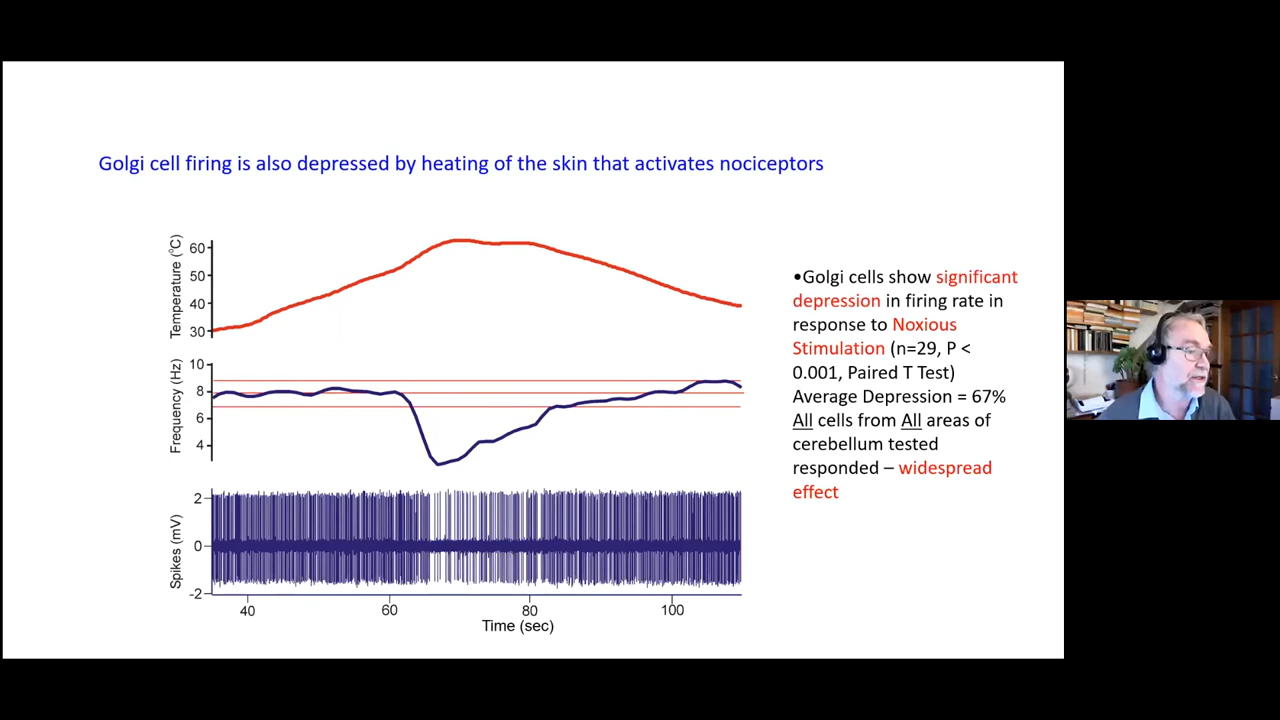 Golgi cell firing is also depressed by heating of the skin that activates nociceptors
Temperature (°C)
60
50
40
30
Frequency (Hz)
10
8
6
4
Spikes (mV)
2
0
-2
40
60
80
100
Time (sec)
•Golgi cells show significant
depression in firing rate in
response to Noxious
Stimulation (n=29, P <
0.001, Paired T Test)
Average Depression = 67%
All cells from All areas of
cerebellum tested
responded – widespread
effect